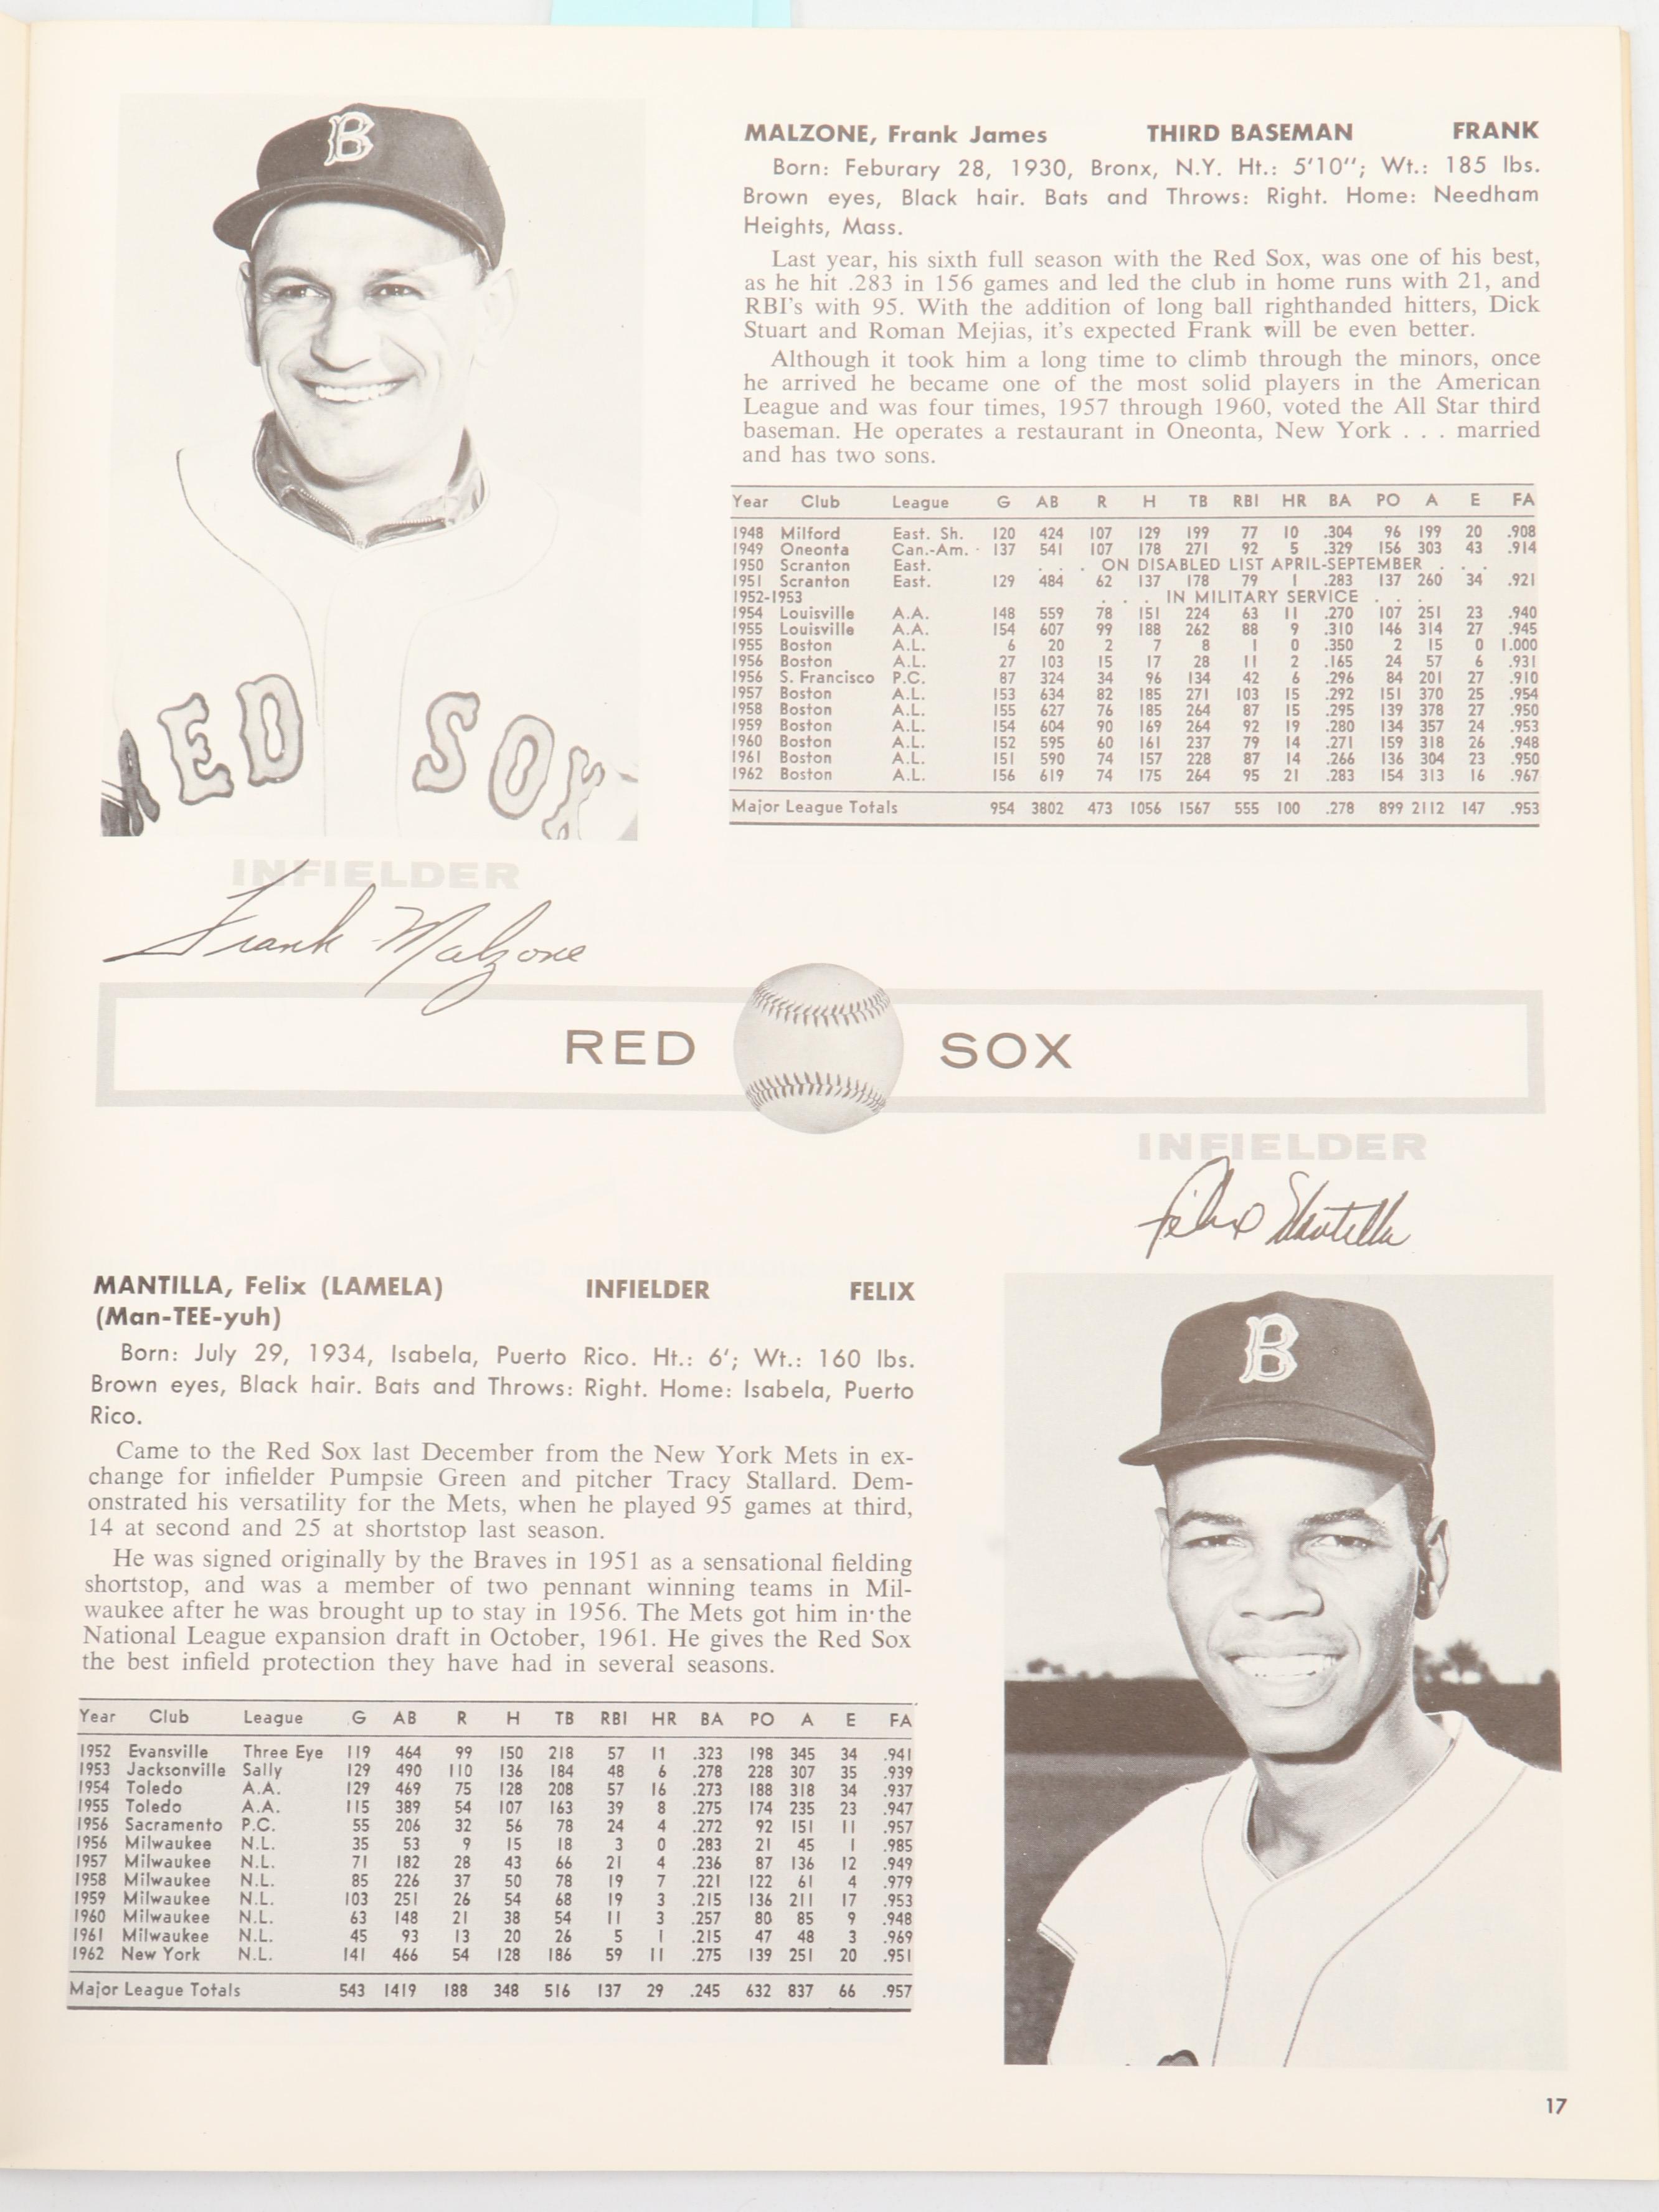 B
RED SOX
INFIELDER
Frank Malzone
MALZONE, Frank James THIRD BASEMAN FRANK
Born: Feburary 28, 1930, Bronx, N.Y. Ht.: 5'10"; Wt.: 185 lbs.
Brown eyes, Black hair. Bats and Throws: Right. Home: Needham
Heights, Mass.
Last year, his sixth full season with the Red Sox, was one of his best,
as he hit .283 in 156 games and led the club in home runs with 21, and
RBI's with 95. With the addition of long ball righthanded hitters, Dick
Stuart and Roman Mejias, it's expected Frank will be even better.
Although it took him a long time to climb through the minors, once
he arrived he became one of the most solid players in the American
League and was four times, 1957 through 1960, voted the All Star third
baseman. He operates a restaurant in Oneonta, New York . . . married
and has two sons.
Year Club League G AB R H TB RBI HR BA PO A E FA
1948 Milford East. Sh. 120 424 107 129 199 77 10 .304 96 199 20 .908
1949 Oneonta Can.-Am. 137 541 107 178 271 92 5 .329 156 303 43 .914
1950 Scranton East. . . . ON DISABLED LIST APRIL-SEPTEMBER . . .
1951 Scranton East. 129 484 62 137 178 79 1 .283 137 260 34 .921
1952-1953 . . . IN MILITARY SERVICE . . .
1954 Louisville A.A. 148 559 78 151 224 63 11 .270 107 251 23 .940
1955 Louisville A.A. 154 607 99 188 262 88 9 .310 146 314 27 .945
1955 Boston A.L. 6 20 2 7 8 1 0 .350 2 15 0 1.000
1956 Boston A.L. 27 103 15 17 28 11 2 .165 24 57 6 .931
1956 S. Francisco P.C. 87 324 34 96 134 42 6 .296 84 201 27 .910
1957 Boston A.L. 153 634 82 185 271 103 15 .292 151 370 25 .954
1958 Boston A.L. 155 627 76 185 264 87 15 .295 139 378 27 .950
1959 Boston A.L. 154 604 90 169 264 92 19 .280 134 357 24 .953
1960 Boston A.L. 152 595 60 161 237 79 14 .271 159 318 26 .948
1961 Boston A.L. 151 590 74 157 228 87 14 .266 136 304 23 .950
1962 Boston A.L. 156 619 74 175 264 95 21 .283 154 313 16 .967
Major League Totals 954 3802 473 1056 1567 555 100 .278 899 2112 147 .953
RED SOX
INFIELDER
Felix Mantilla
MANTILLA, Felix (LAMELA) INFIELDER FELIX
(Man-TEE-yuh)
Born: July 29, 1934, Isabela, Puerto Rico. Ht.: 6'; Wt.: 160 lbs.
Brown eyes, Black hair. Bats and Throws: Right. Home: Isabela, Puerto
Rico.
Came to the Red Sox last December from the New York Mets in ex-
change for infielder Pumpsie Green and pitcher Tracy Stallard. Dem-
onstrated his versatility for the Mets, when he played 95 games at third,
14 at second and 25 at shortstop last season.
He was signed originally by the Braves in 1951 as a sensational fielding
shortstop, and was a member of two pennant winning teams in Mil-
waukee after he was brought up to stay in 1956. The Mets got him in the
National League expansion draft in October, 1961. He gives the Red Sox
the best infield protection they have had in several seasons.
Year Club League G AB R H TB RBI HR BA PO A E FA
1952 Evansville Three Eye 119 464 99 150 218 57 11 .323 198 345 34 .941
1953 Jacksonville Sally 129 490 110 136 184 48 6 .278 228 307 35 .939
1954 Toledo A.A. 129 469 75 128 208 57 16 .273 188 318 34 .937
1955 Toledo A.A. 115 389 54 107 163 39 8 .275 174 235 23 .947
1956 Sacramento P.C. 55 206 32 56 78 24 4 .272 92 151 11 .957
1956 Milwaukee N.L. 35 53 9 15 18 3 0 .283 21 45 1 .985
1957 Milwaukee N.L. 71 182 28 43 66 21 4 .236 87 136 12 .949
1958 Milwaukee N.L. 85 226 37 50 78 19 7 .221 122 61 4 .979
1959 Milwaukee N.L. 103 251 26 54 68 19 3 .215 136 211 17 .953
1960 Milwaukee N.L. 63 148 21 38 54 11 3 .257 80 85 9 .948
1961 Milwaukee N.L. 45 93 13 20 26 5 1 .215 47 48 3 .969
1962 New York N.L. 141 466 54 128 186 59 11 .275 139 251 20 .951
Major League Totals 543 1419 188 348 516 137 29 .245 632 837 66 .957
B
17